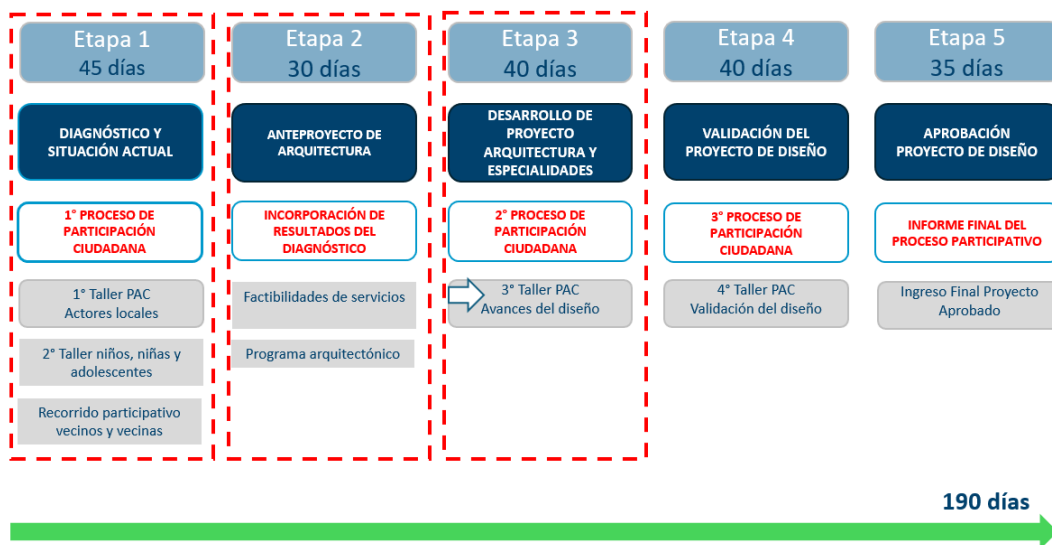 Etapa 1
45 días
DIAGNÓSTICO Y
SITUACIÓN ACTUAL
1° PROCESO DE
PARTICIPACIÓN
CIUDADANA
1° Taller PAC
Actores locales
2° Taller niños, niñas y
adolescentes
Recorrido participativo
vecinos y vecinas
Etapa 2
30 días
ANTEPROYECTO DE
ARQUITECTURA
INCORPORACIÓN DE
RESULTADOS DEL
DIAGNÓSTICO
Factibilidades de servicios
Programa arquitectónico
Etapa 3
40 días
DESARROLLO DE
PROYECTO
ARQUITECTURA Y
ESPECIALIDADES
2° PROCESO DE
PARTICIPACIÓN
CIUDADANA
3° Taller PAC
Avances del diseño
Etapa 4
40 días
VALIDACIÓN DEL
PROYECTO DE DISEÑO
3° PROCESO DE
PARTICIPACIÓN
CIUDADANA
4° Taller PAC
Validación del diseño
Etapa 5
35 días
APROBACIÓN
PROYECTO DE DISEÑO
INFORME FINAL DEL
PROCESO PARTICIPATIVO
Ingreso Final Proyecto
Aprobado
190 días